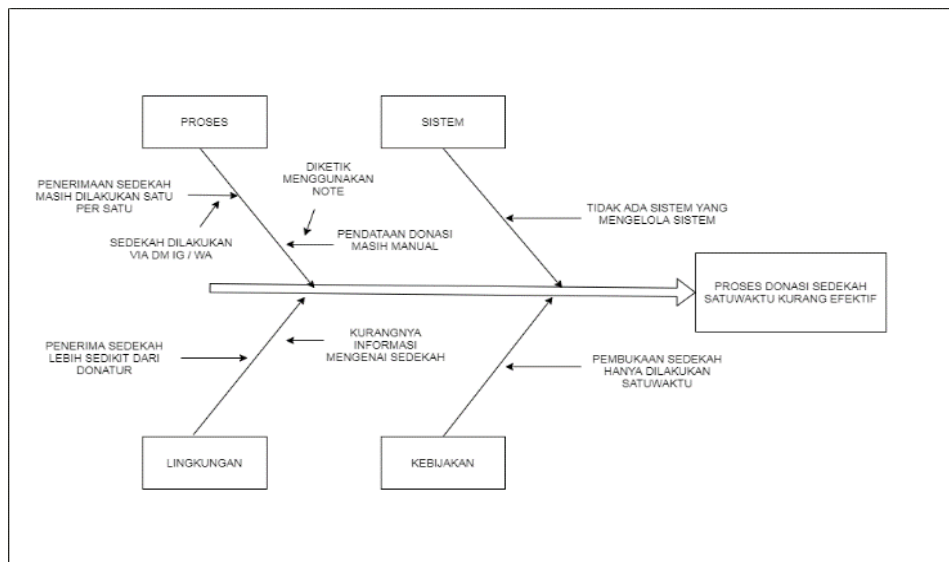 PROSES
SISTEM
DIKETIK
MENGGUNAKAN
NOTE
PENERIMAAN SEDEKAH
MASIH DILAKUKAN SATU
PER SATU
TIDAK ADA SISTEM YANG
MENGELOLA SISTEM
SEDEKAH DILAKUKAN
VIA DM IG / WA
PENDATAAN DONASI
MASIH MANUAL
PROSES DONASI SEDEKAH
SATUWAKTU KURANG EFEKTIF
PENERIMA SEDEKAH
LEBIH SEDIKIT DARI
DONATUR
KURANGNYA
INFORMASI
MENGENAI SEDEKAH
PEMBUKAAN SEDEKAH
HANYA DILAKUKAN
SATUWAKTU
LINGKUNGAN
KEBIJAKAN